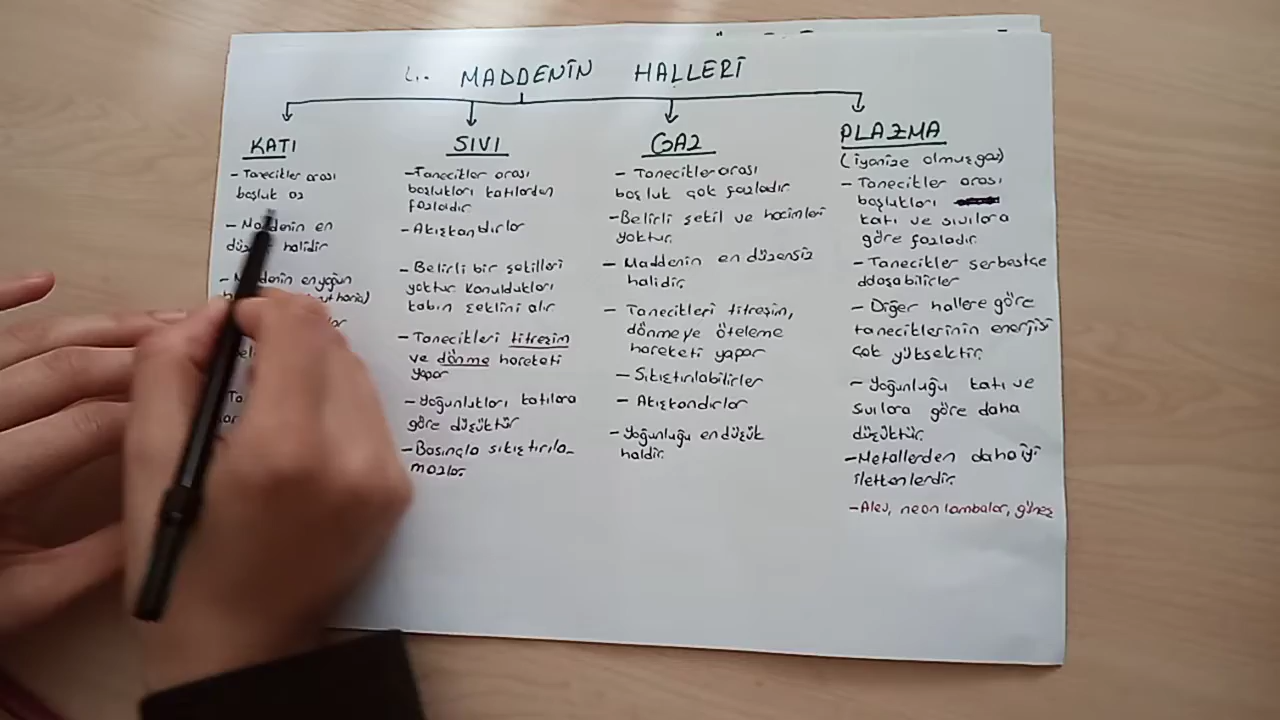 MADDENİN HALLERİ
KATI
- Tanecikler arası
boşluk az
- Maddenin en
halidir
- Maddenin en yoğun
SIVI
- Tanecikler arası
boşlukları katılardan
fazladır
- Akışkandırlar
- Belirli bir şekilleri
yoktur konuldukları
kabın şeklini alır
- Tanecikleri titreşim
ve dönme hareketi
yapar
- Yoğunlukları katılara
göre düşüktür
- Basınçla sıkıştırıla-
mazlar
GAZ
- Tanecikler arası
boşluk çok fazladır
- Belirli şekil ve hacimleri
yoktur.
- Maddenin en düzensiz
halidir.
- Tanecikleri titreşim,
dönme ve öteleme
hareketi yapar
- Sıkıştırılabilirler
- Akışkandırlar
- Yoğunluğu en düşük
haldir.
PLAZMA
(iyonize olmuş gaz)
- Tanecikler arası
boşlukları
katı ve sıvılara
göre fazladır.
- Tanecikler serbestçe
dolaşabilirler
- Diğer hallere göre
taneciklerinin enerjisi
çok yüksektir.
- Yoğunluğu katı ve
sıvılara göre daha
düşüktür.
- Metallerden daha iyi
iletkenlerdir.
- Alev, neon lambalar, güneş